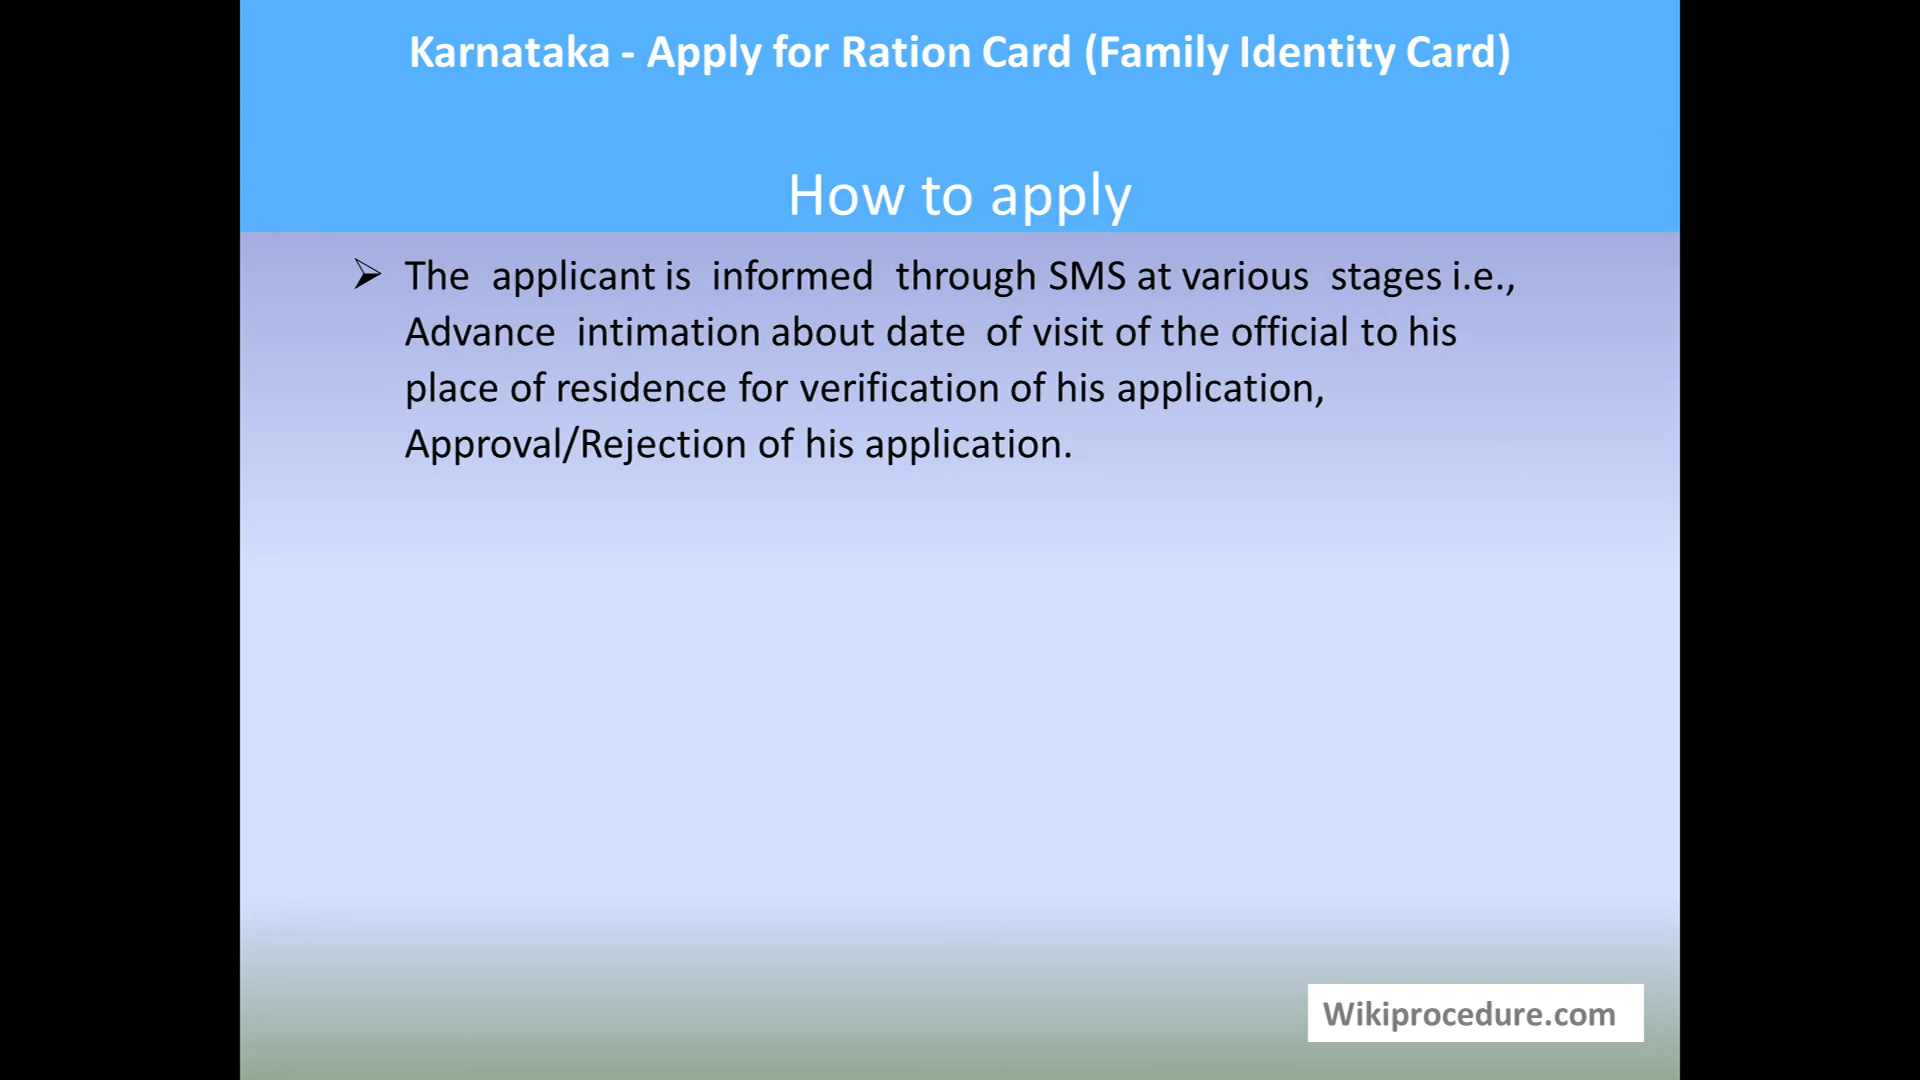 Karnataka - Apply for Ration Card (Family Identity Card)
How to apply
➢ The applicant is informed through SMS at various stages i.e.,
Advance intimation about date of visit of the official to his
place of residence for verification of his application,
Approval/Rejection of his application.
Wikiprocedure.com